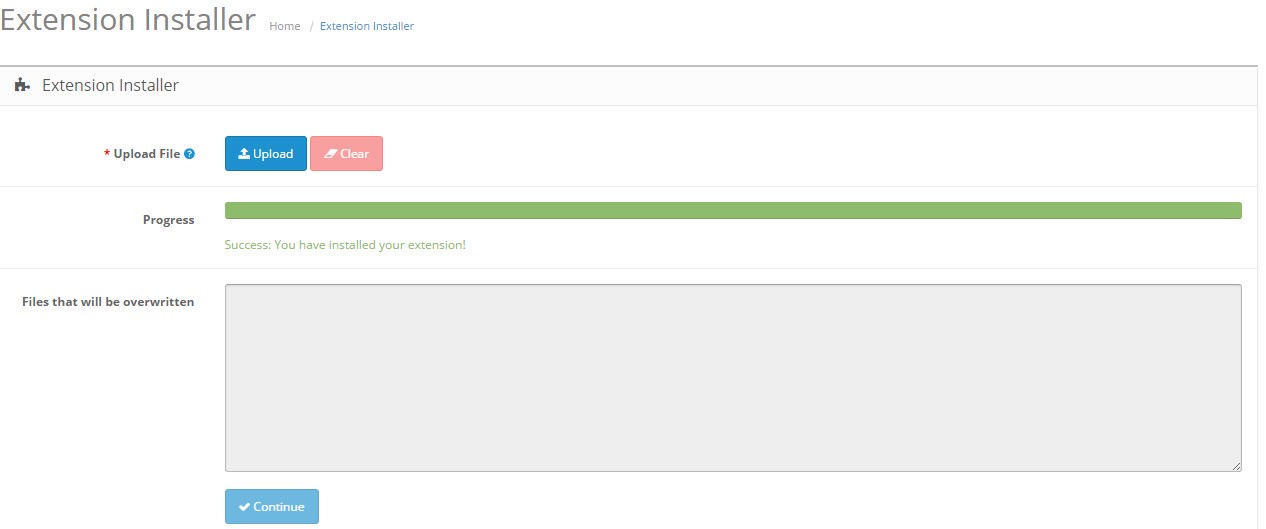 Extension Installer Home / Extension Installer
Extension Installer
* Upload File ? Upload Clear
Progress
Success: You have installed your extension!
Files that will be overwritten
Continue